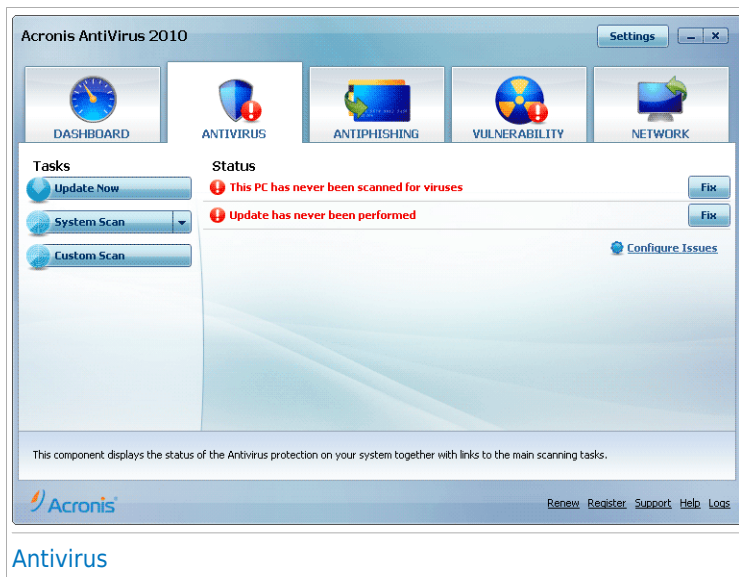 Acronis AntiVirus 2010
Settings
DASHBOARD
ANTIVIRUS
ANTIPHISHING
VULNERABILITY
NETWORK
Tasks
Update Now
System Scan
Custom Scan
Status
This PC has never been scanned for viruses
Fix
Update has never been performed
Fix
Configure Issues
This component displays the status of the Antivirus protection on your system together with links to the main scanning tasks.
Acronis
Renew Register Support Help Logs
Antivirus